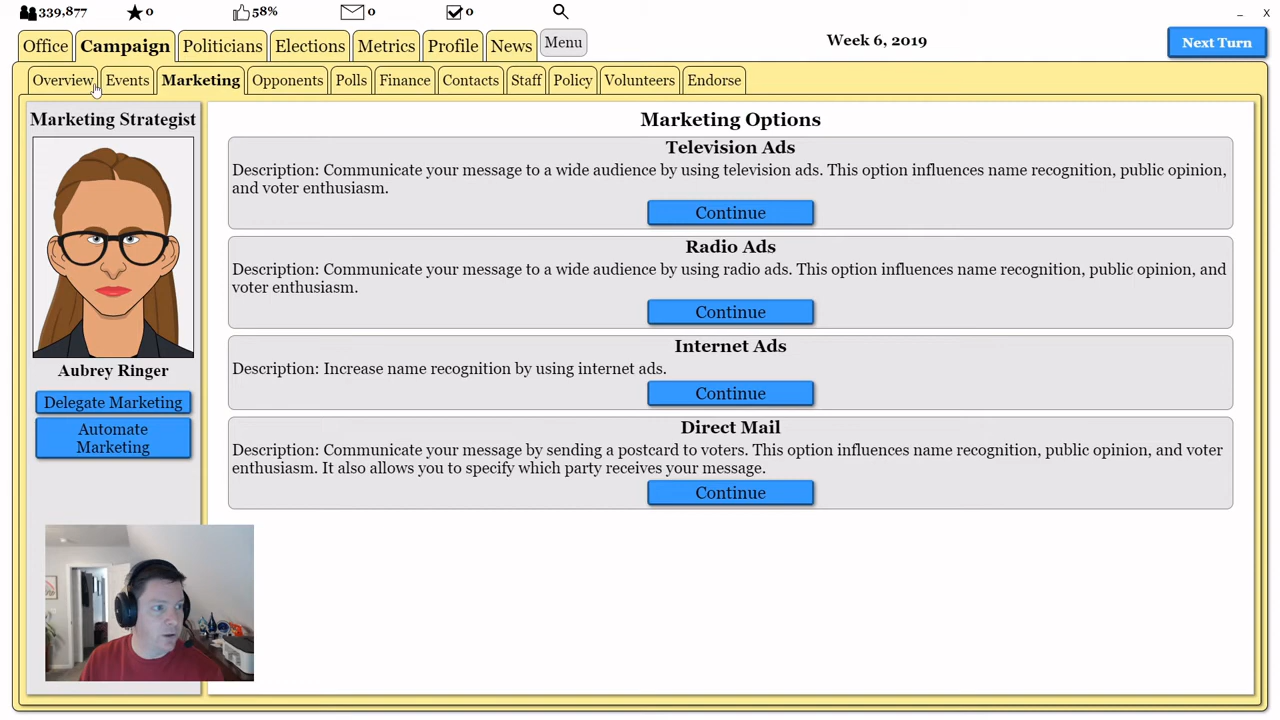 339,877 0 58% 0 0
Office Campaign Politicians Elections Metrics Profile News Menu Week 6, 2019 Next Turn
Overview Events Marketing Opponents Polls Finance Contacts Staff Policy Volunteers Endorse
Marketing Strategist
Aubrey Ringer
Delegate Marketing
Automate
Marketing
Marketing Options
Television Ads
Description: Communicate your message to a wide audience by using television ads. This option influences name recognition, public opinion,
and voter enthusiasm.
Continue
Radio Ads
Description: Communicate your message to a wide audience by using radio ads. This option influences name recognition, public opinion, and
voter enthusiasm.
Continue
Internet Ads
Description: Increase name recognition by using internet ads.
Continue
Direct Mail
Description: Communicate your message by sending a postcard to voters. This option influences name recognition, public opinion, and voter
enthusiasm. It also allows you to specify which party receives your message.
Continue